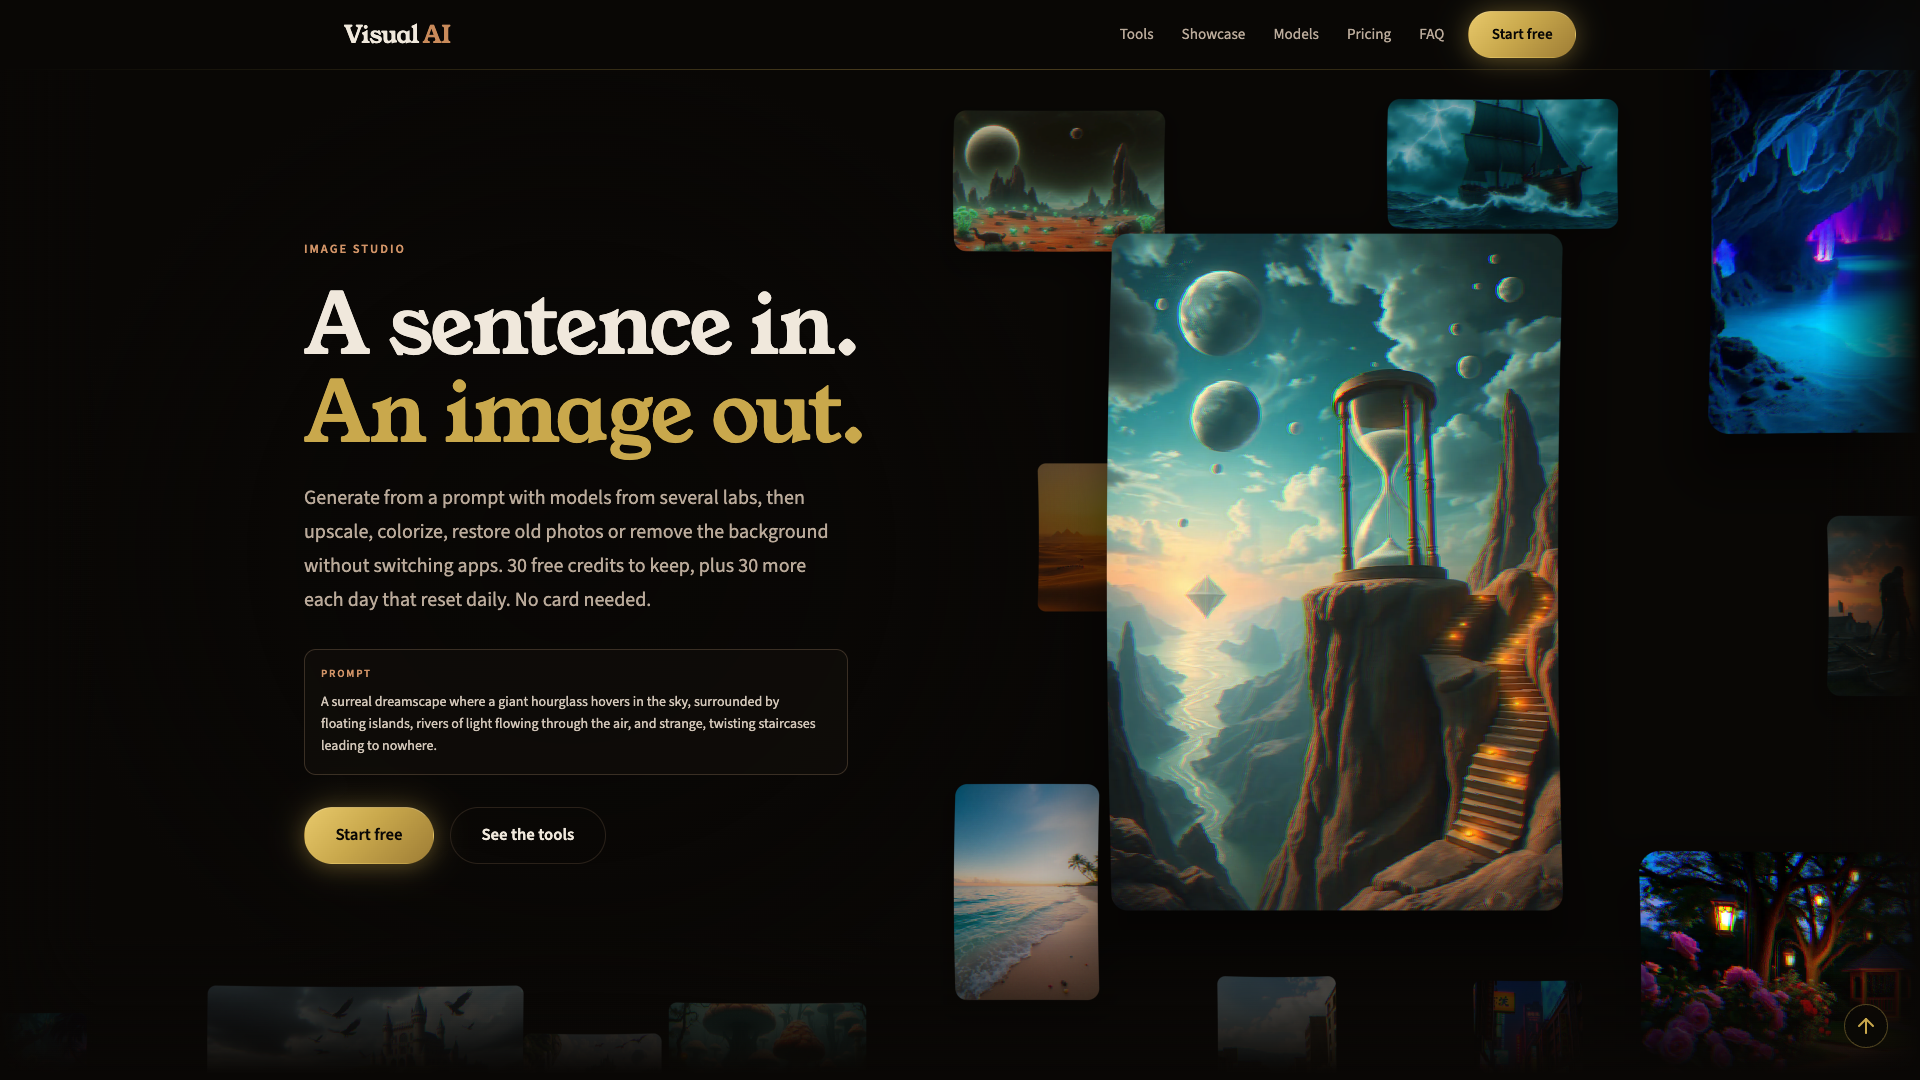 Visual AI
Tools
Showcase
Models
Pricing
FAQ
Start free
IMAGE STUDIO
A sentence in.
An image out.
Generate from a prompt with models from several labs, then
upscale, colorize, restore old photos or remove the background
without switching apps. 30 free credits to keep, plus 30 more
each day that reset daily. No card needed.
PROMPT
A surreal dreamscape where a giant hourglass hovers in the sky, surrounded by
floating islands, rivers of light flowing through the air, and strange, twisting staircases
leading to nowhere.
Start free
See the tools